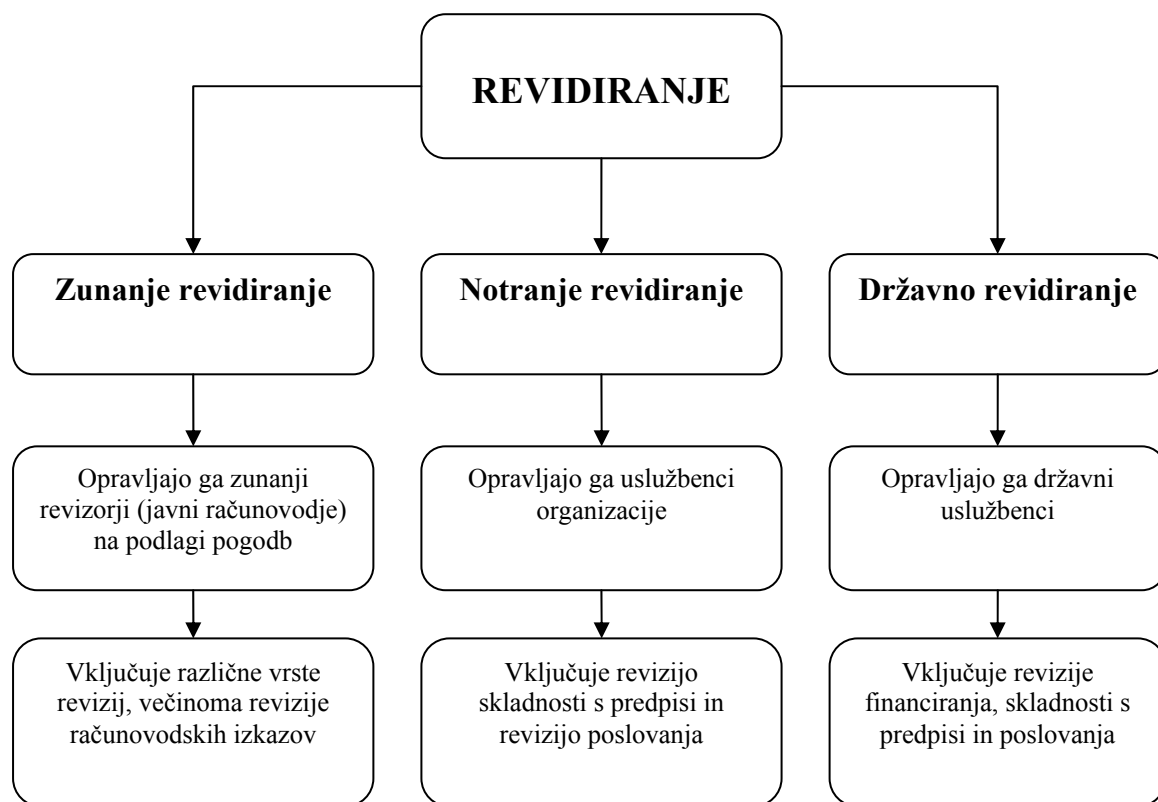 REVIDIRANJE
Zunanje revidiranje
Notranje revidiranje
Državno revidiranje
Opravljajo ga zunanji
revizorji (javni računovodje)
na podlagi pogodb
Opravljajo ga uslužbenci
organizacije
Opravljajo ga državni
uslužbenci
Vključuje različne vrste
revizij, večinoma revizije
računovodskih izkazov
Vključuje revizijo
skladnosti s predpisi in
revizijo poslovanja
Vključuje revizije
financiranja, skladnosti s
predpisi in poslovanja